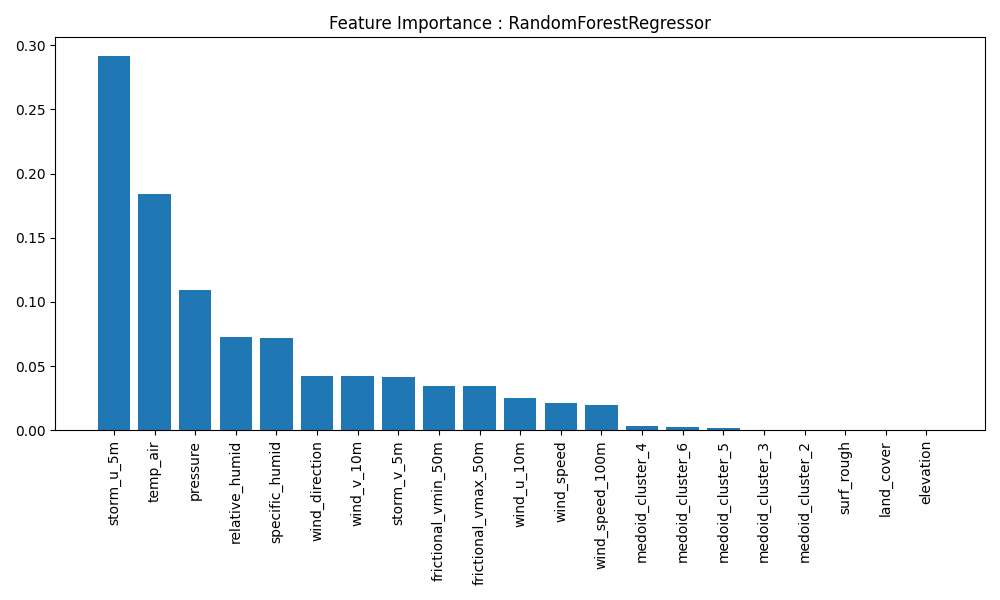 Feature Importance : RandomForestRegressor
0.30
0.25
0.20
0.15
0.10
0.05
0.00
storm_u_5m
temp_air
pressure
relative_humid
specific_humid
wind_direction
wind_v_10m
storm_v_5m
frictional_vmin_50m
frictional_vmax_50m
wind_u_10m
wind_speed
wind_speed_100m
medoid_cluster_4
medoid_cluster_6
medoid_cluster_5
medoid_cluster_3
medoid_cluster_2
surf_rough
land_cover
elevation